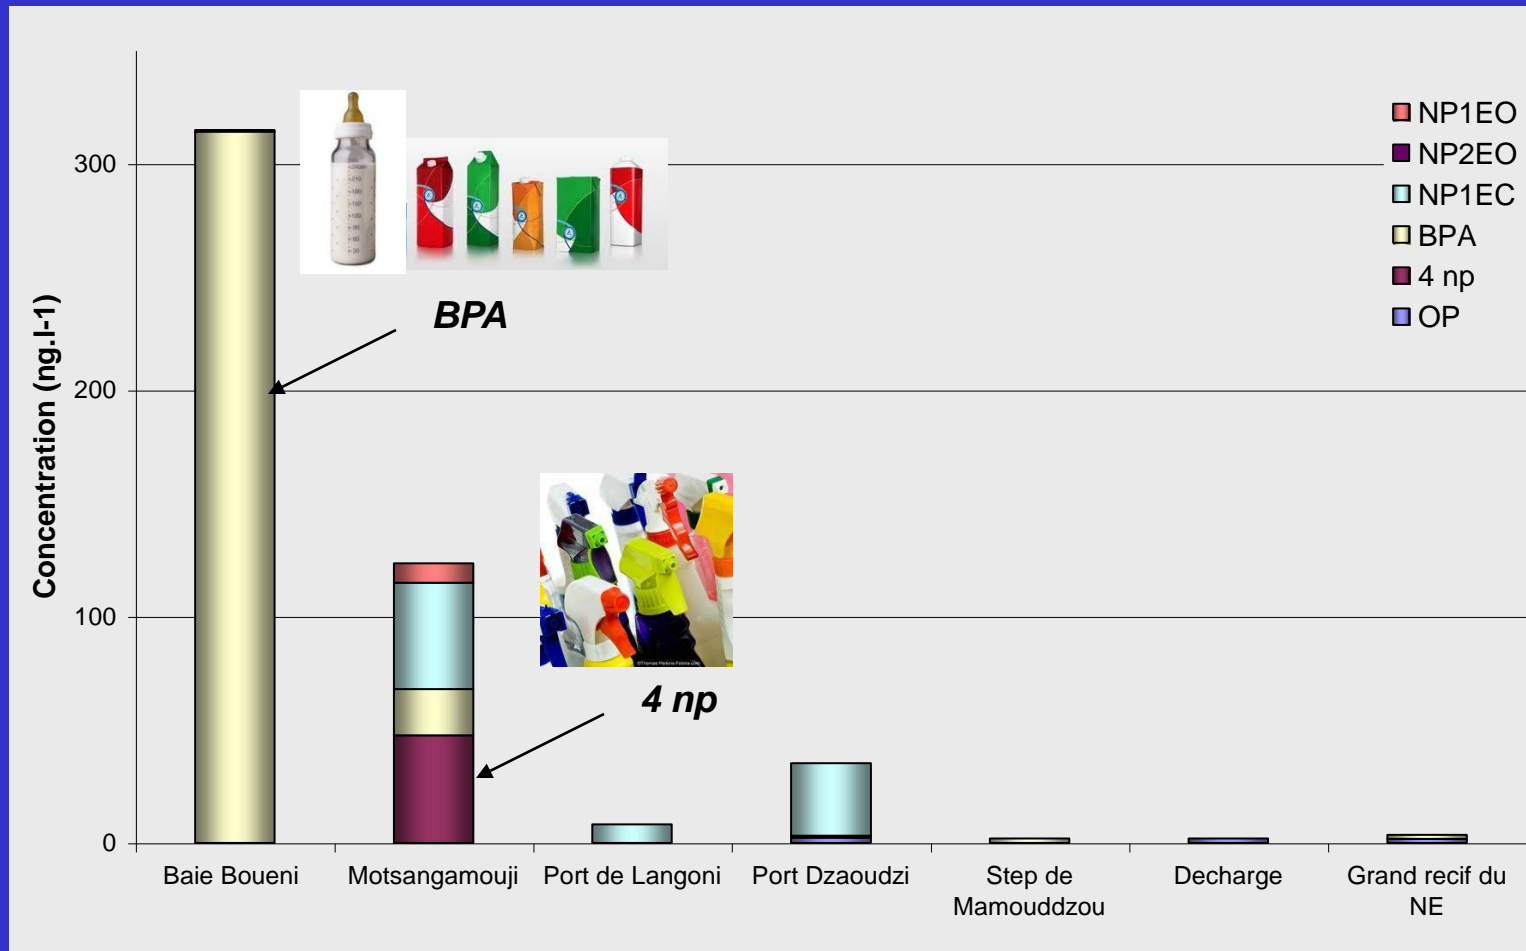 Concentration (ng.l-1)
300
200
100
0
BPA
4 np
NP1EO
NP2EO
NP1EC
BPA
4 np
OP
Baie Boueni
Motsangamouji
Port de Langoni
Port Dzaoudzi
Step de
Mamouddzou
Decharge
Grand recif du
NE